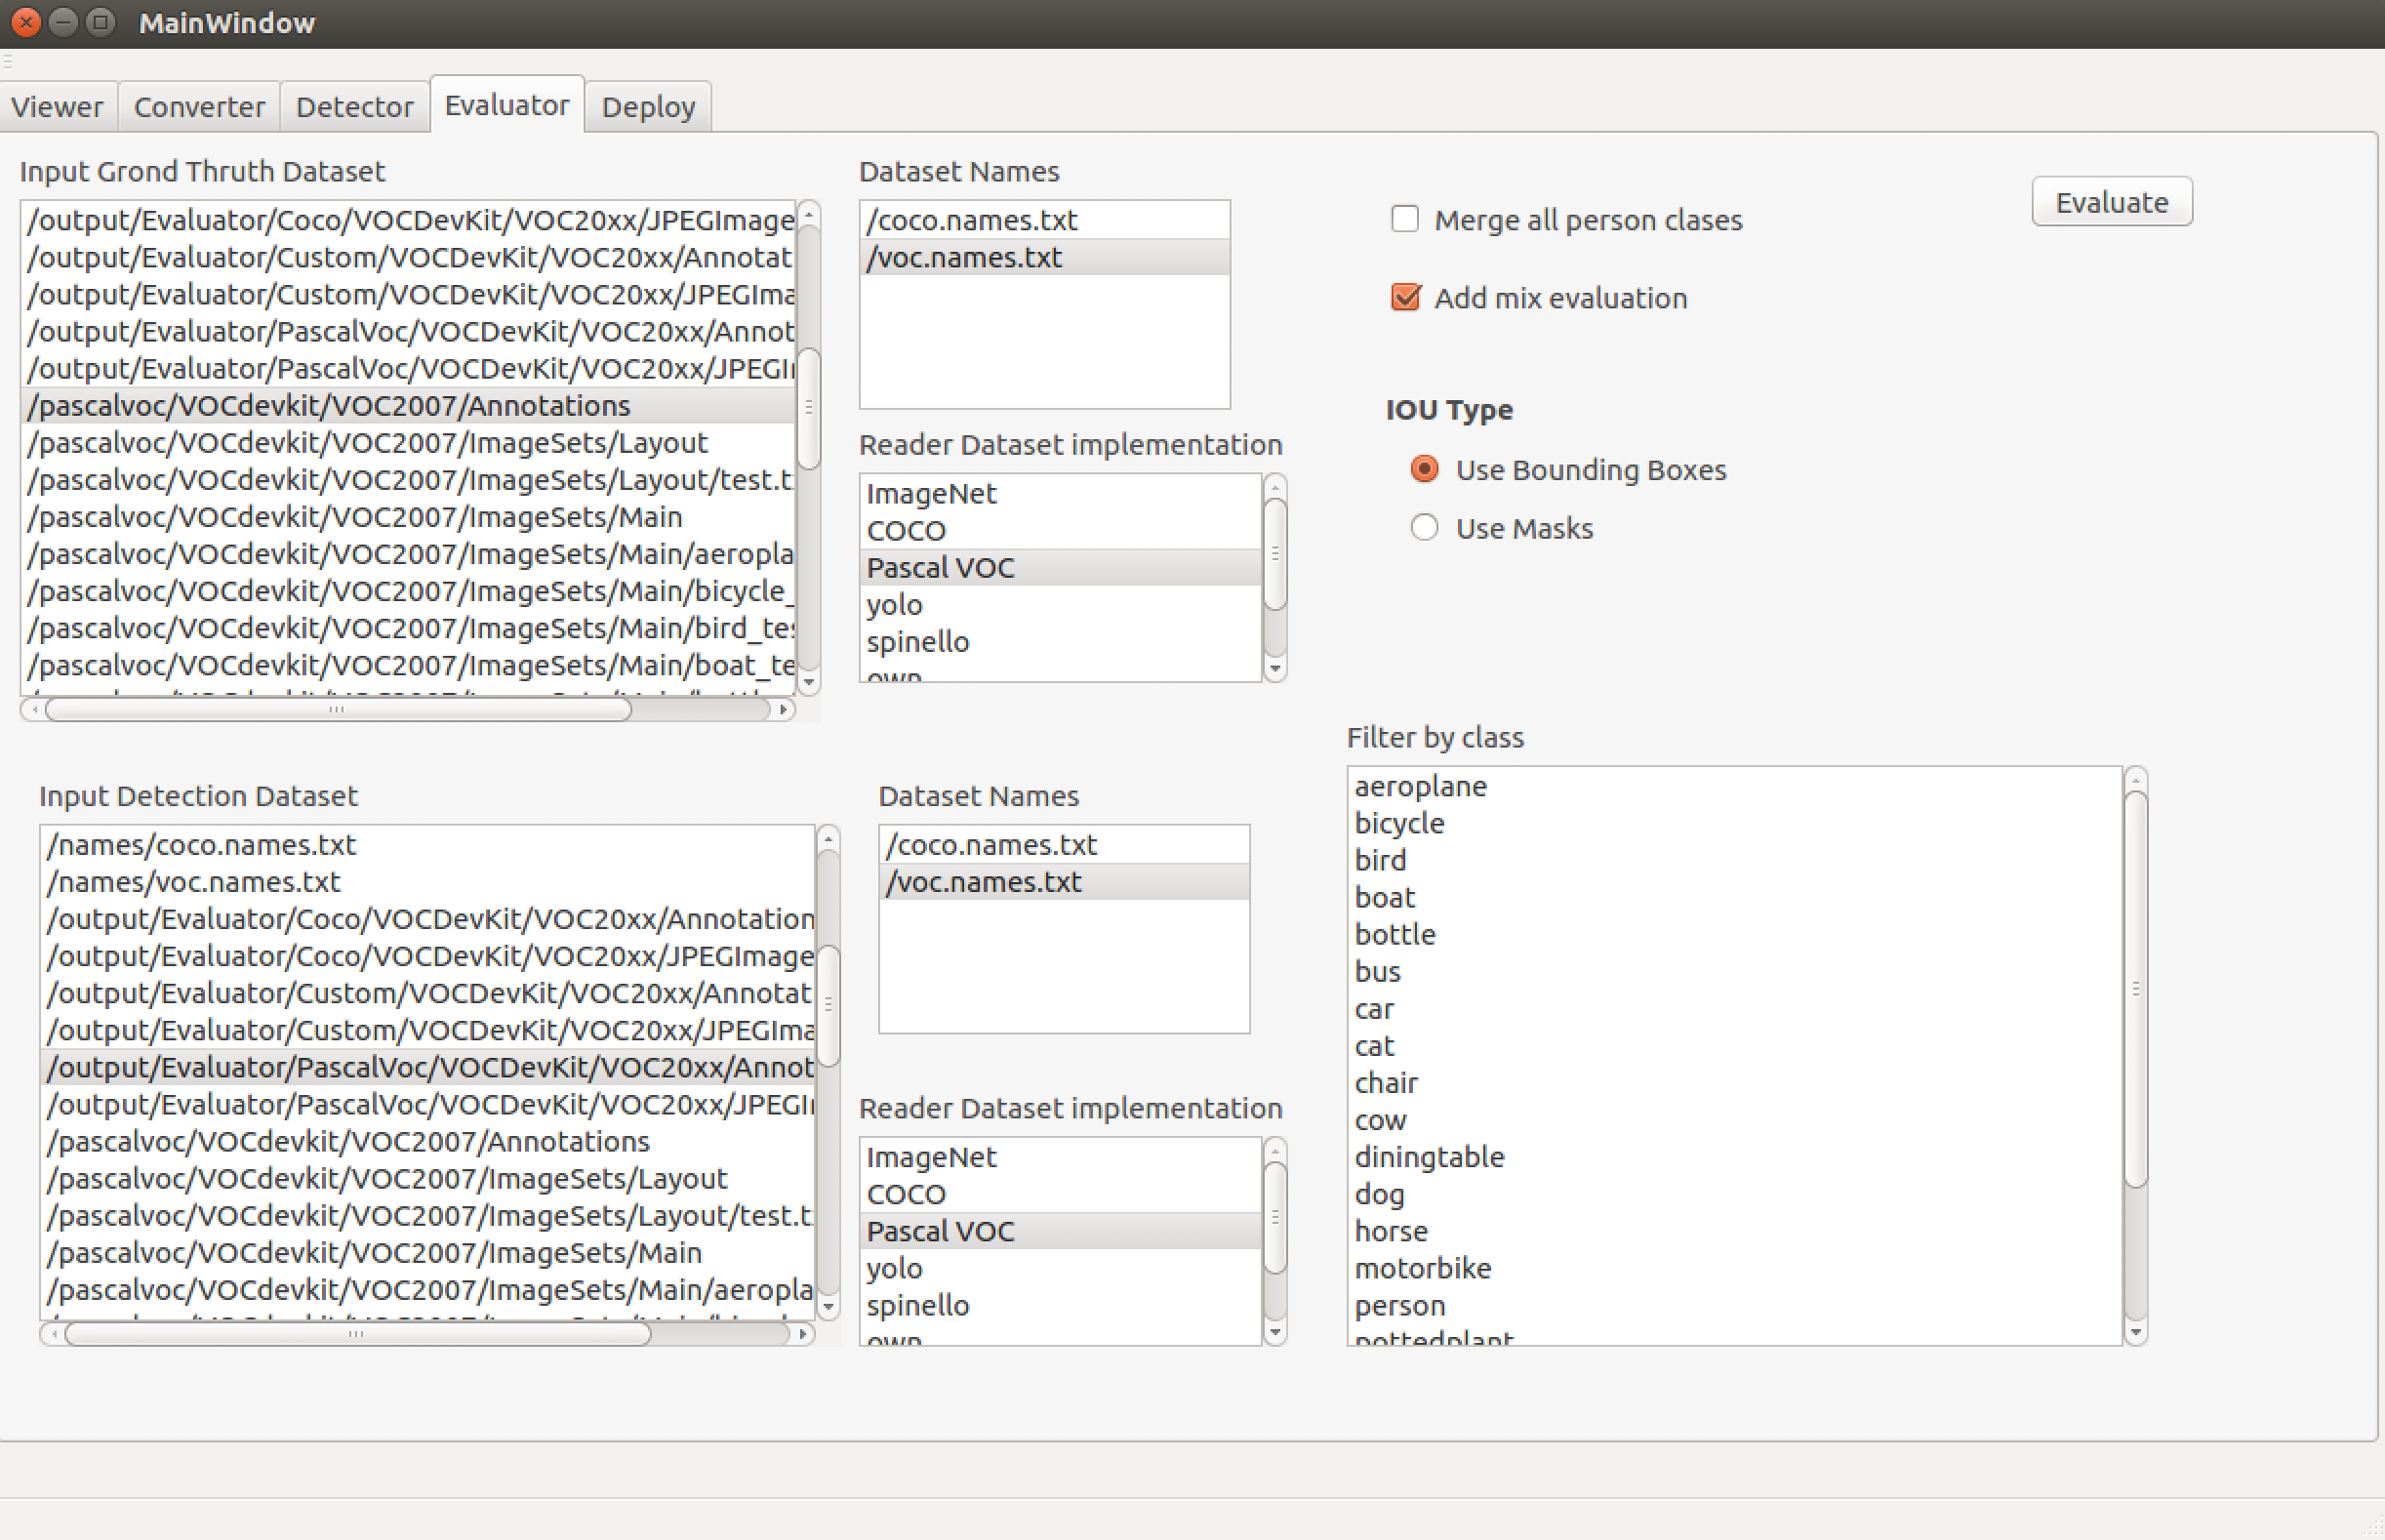 MainWindow
Viewer
Converter
Detector
Evaluator
Deploy
Input Grond Thruth Dataset
/output/Evaluator/Coco/VOCDevKit/VOC20xx/JPEGImage
/output/Evaluator/Custom/VOCDevKit/VOC20xx/Annotat
/output/Evaluator/Custom/VOCDevKit/VOC20xx/JPEGIma
/output/Evaluator/PascalVoc/VOCDevKit/VOC20xx/Annot
/output/Evaluator/PascalVoc/VOCDevKit/VOC20xx/JPEGI
/pascalvoc/VOCdevkit/VOC2007/Annotations
/pascalvoc/VOCdevkit/VOC2007/ImageSets/Layout
/pascalvoc/VOCdevkit/VOC2007/ImageSets/Layout/test.t
/pascalvoc/VOCdevkit/VOC2007/ImageSets/Main
/pascalvoc/VOCdevkit/VOC2007/ImageSets/Main/aeropla
/pascalvoc/VOCdevkit/VOC2007/ImageSets/Main/bicycle_
/pascalvoc/VOCdevkit/VOC2007/ImageSets/Main/bird_tes
/pascalvoc/VOCdevkit/VOC2007/ImageSets/Main/boat_te
Dataset Names
/coco.names.txt
/voc.names.txt
Reader Dataset implementation
ImageNet
COCO
Pascal VOC
yolo
spinello
own
Merge all person clases
Add mix evaluation
IOU Type
Use Bounding Boxes
Use Masks
Evaluate
Input Detection Dataset
/names/coco.names.txt
/names/voc.names.txt
/output/Evaluator/Coco/VOCDevKit/VOC20xx/Annotation
/output/Evaluator/Coco/VOCDevKit/VOC20xx/JPEGImage
/output/Evaluator/Custom/VOCDevKit/VOC20xx/Annotat
/output/Evaluator/Custom/VOCDevKit/VOC20xx/JPEGIma
/output/Evaluator/PascalVoc/VOCDevKit/VOC20xx/Annot
/output/Evaluator/PascalVoc/VOCDevKit/VOC20xx/JPEGI
/pascalvoc/VOCdevkit/VOC2007/Annotations
/pascalvoc/VOCdevkit/VOC2007/ImageSets/Layout
/pascalvoc/VOCdevkit/VOC2007/ImageSets/Layout/test.t
/pascalvoc/VOCdevkit/VOC2007/ImageSets/Main
/pascalvoc/VOCdevkit/VOC2007/ImageSets/Main/aeropla
Dataset Names
/coco.names.txt
/voc.names.txt
Reader Dataset implementation
ImageNet
COCO
Pascal VOC
yolo
spinello
own
Filter by class
aeroplane
bicycle
bird
boat
bottle
bus
car
cat
chair
cow
diningtable
dog
horse
motorbike
person
pottedplant